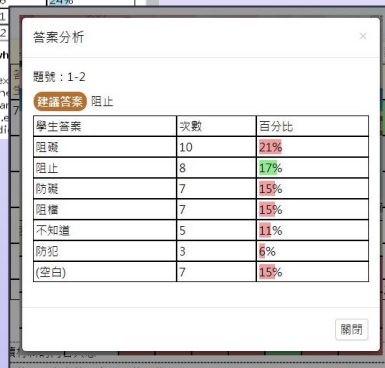 24%
答案分析
×
題號：1-2
建議答案 阻止
學生答案 次數 百分比
阻礙 10 21%
阻止 8 17%
防礙 7 15%
阻檔 7 15%
不知道 5 11%
防犯 3 6%
(空白) 7 15%
關閉